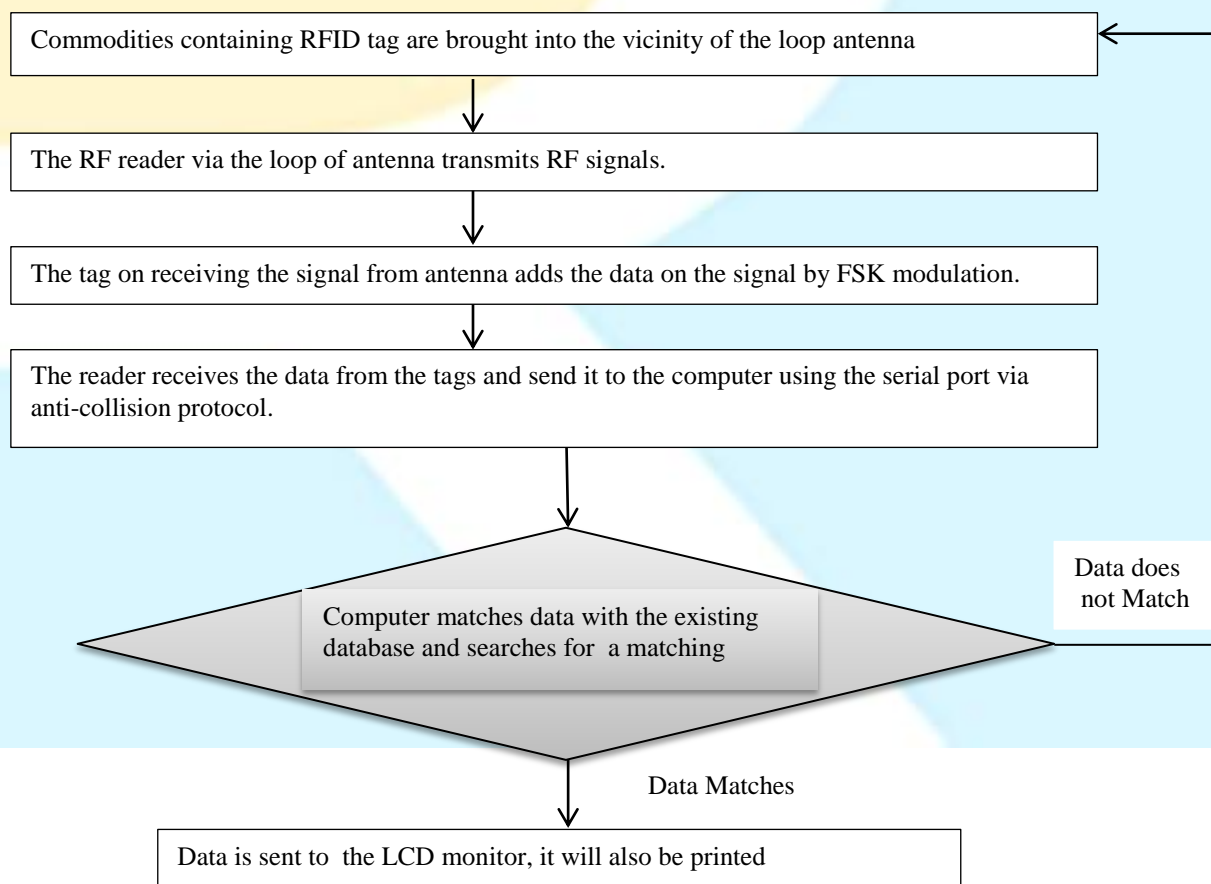 Commodities containing RFID tag are brought into the vicinity of the loop antenna
The RF reader via the loop of antenna transmits RF signals.
The tag on receiving the signal from antenna adds the data on the signal by FSK modulation.
The reader receives the data from the tags and send it to the computer using the serial port via
anti-collision protocol.
Computer matches data with the existing
database and searches for a matching
Data does
not Match
Data Matches
Data is sent to the LCD monitor, it will also be printed